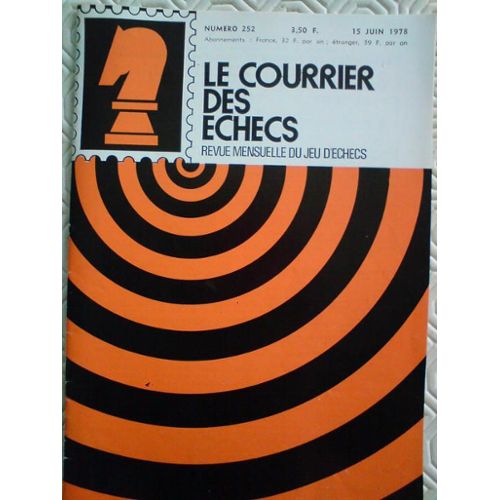 NUMERO 252 3,50 F. 15 JUIN 1978
Abonnements : France, 32 F. par an ; étranger, 39 F. par an
LE COURRIER
DES
ECHECS
REVUE MENSUELLE DU JEU D'ECHECS